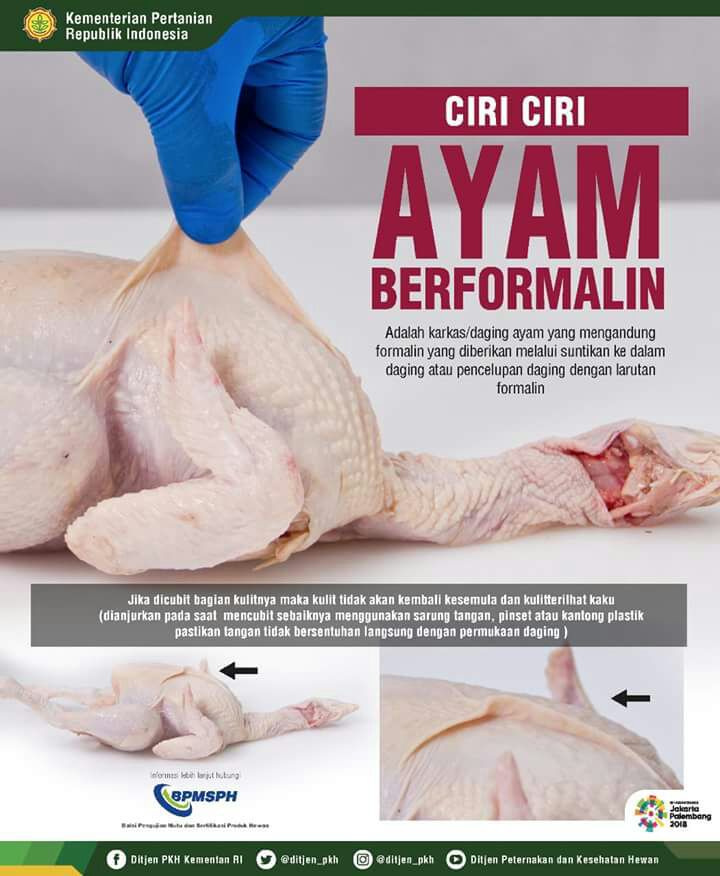 Kementerian Pertanian
Republik Indonesia
CIRI CIRI
AYAM
BERFORMALIN
Adalah karkas/daging ayam yang mengandung
formalin yang diberikan melalui suntikan ke dalam
daging atau pencelupan daging dengan larutan
formalin
Jika dicubit bagian kulitnya maka kulit tidak akan kembali kesemula dan kulitterilhat kaku
(dianjurkan pada saat mencubit sebaiknya menggunakan sarung tangan, pinset atau kantong plastik
pastikan tangan tidak bersentuhan langsung dengan permukaan daging )
Informasi lebih lanjut hubungi
BPMSPH
Balai Pengujian Mutu dan Sertifikasi Produk Hewan
Jakarta
Palembang
2018
Ditjen PKH Kementan RI
@ditjen_pkh
@ditjen_pkh
Ditjen Peternakan dan Kesehatan Hewan